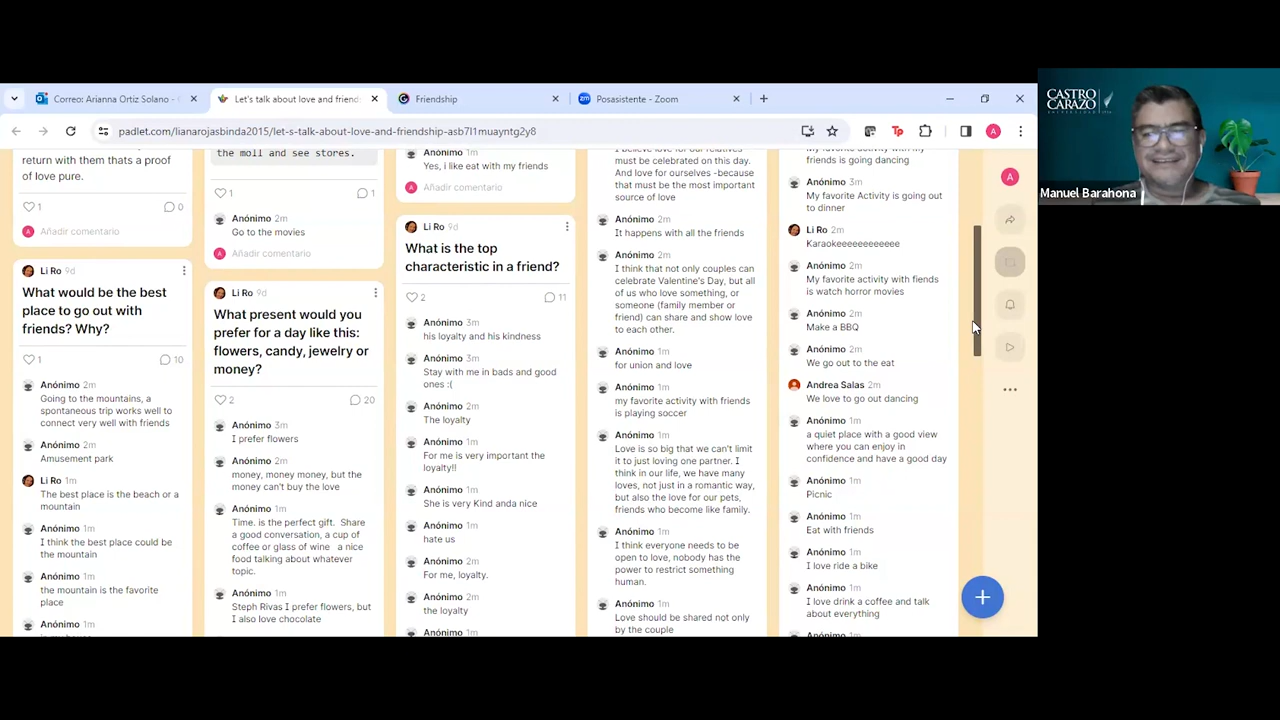 Correo: Arianna Ortiz Solano -
Let's talk about love and friend
Friendship
Posasistente - Zoom
padlet.com/lianarojasbinda2015/let-s-talk-about-love-and-friendship-asb7l1muayntg2y8
return with them thats a proof
of love pure.
1
0
Añadir comentario
Li Ro 9d
What would be the best
place to go out with
friends? Why?
1
10
Anónimo 2m
Going to the mountains, a
spontaneous trip works well to
connect very well with friends
Anónimo 2m
Amusement park
Li Ro 1m
The best place is the beach or a
mountain
Anónimo 1m
I think the best place could be
the mountain
Anónimo 1m
the mountain is the favorite
place
Anónimo 1m
the moll and see stores.
1
1
Anónimo 2m
Go to the movies
Añadir comentario
Li Ro 9d
What present would you
prefer for a day like this:
flowers, candy, jewelry or
money?
2
20
Anónimo 3m
I prefer flowers
Anónimo 2m
money, money money, but the
money can't buy the love
Anónimo 1m
Time. is the perfect gift. Share
a good conversation, a cup of
coffee or glass of wine a nice
food talking about whatever
topic.
Anónimo 1m
Steph Rivas I prefer flowers, but
I also love chocolate
Anónimo 1m
Yes, i like eat with my friends
Añadir comentario
Li Ro 9d
What is the top
characteristic in a friend?
2
11
Anónimo 3m
his loyalty and his kindness
Anónimo 3m
Stay with me in bads and good
ones :(
Anónimo 2m
The loyalty
Anónimo 1m
For me is very important the
loyalty!!
Anónimo 1m
She is very Kind anda nice
Anónimo 1m
hate us
Anónimo 2m
For me, loyalty.
Anónimo 2m
the loyalty
Anónimo 1m
I believe love for our relatives
must be celebrated on this day.
And love for ourselves -because
that must be the most important
source of love
Anónimo 2m
It happens with all the friends
Anónimo 2m
I think that not only couples can
celebrate Valentine's Day, but all
of us who love something, or
someone (family member or
friend) can share and show love
to each other.
Anónimo 1m
for union and love
Anónimo 1m
my favorite activity with friends
is playing soccer
Anónimo 1m
Love is so big that we can't limit
it to just loving one partner. I
think in our life, we have many
loves, not just in a romantic way,
but also the love for our pets,
friends who become like family.
Anónimo 1m
I think everyone needs to be
open to love, nobody has the
power to restrict something
human.
Anónimo 1m
Love should be shared not only
by the couple
My favorite activity with my
friends is going dancing
Anónimo 3m
My favorite Activity is going out
to dinner
Li Ro 2m
Karaokeeeeeeeeeeee
Anónimo 2m
My favorite activity with fiends
is watch horror movies
Anónimo 2m
Make a BBQ
Anónimo 2m
We go out to the eat
Andrea Salas 2m
We love to go out dancing
Anónimo 1m
a quiet place with a good view
where you can enjoy in
confidence and have a good day
Anónimo 1m
Picnic
Anónimo 1m
Eat with friends
Anónimo 1m
I love ride a bike
Anónimo 1m
I love drink a coffee and talk
about everything
Anónimo 1m
A
A
CASTRO
CARAZO
Manuel Barahona